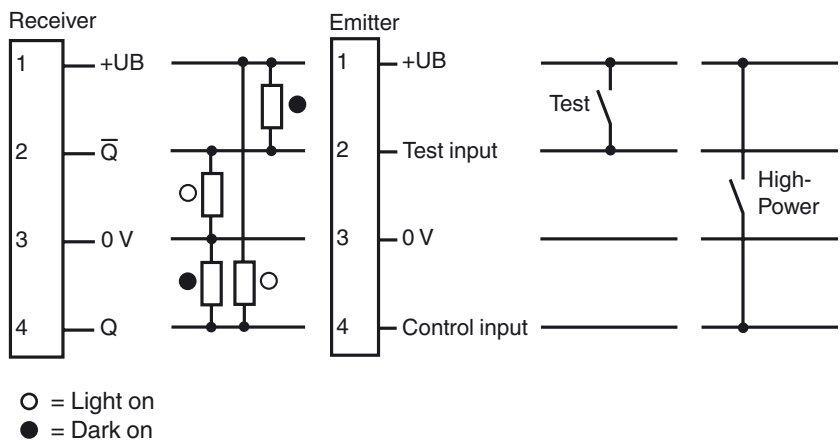 Receiver
1 +UB
2 Q̅
3 0 V
4 Q
Emitter
1 +UB
2 Test input
3 0 V
4 Control input
Test
High-
Power
= Light on
= Dark on